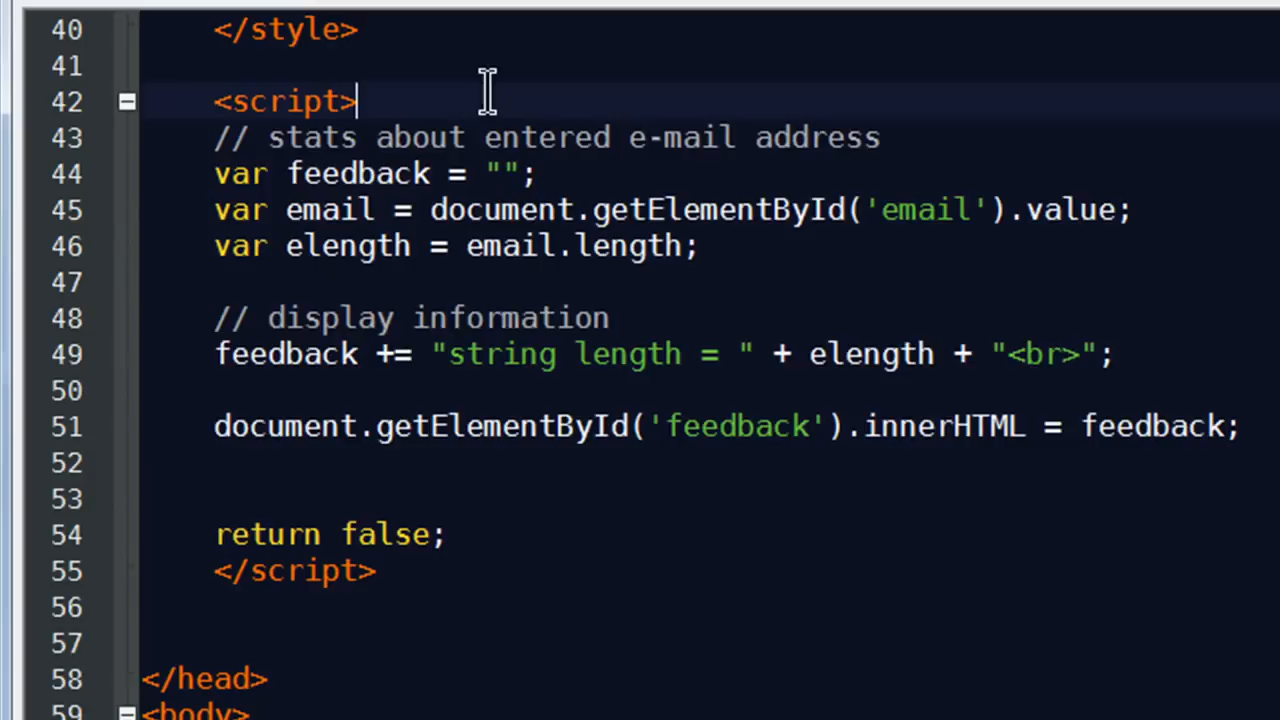 40 </style>
41
42 <script>
43 // stats about entered e-mail address
44 var feedback = "";
45 var email = document.getElementById('email').value;
46 var elength = email.length;
47
48 // display information
49 feedback += "string length = " + elength + "<br>";
50
51 document.getElementById('feedback').innerHTML = feedback;
52
53
54 return false;
55 </script>
56
57
58 </head>
59 <body>